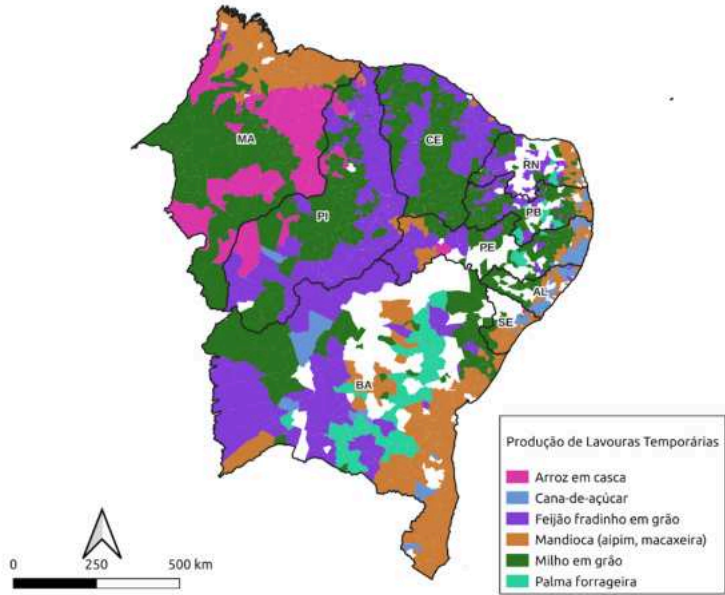 MA
CE
RN
PB
PI
PE
AL
SE
BA
Produção de Lavouras Temporárias
Arroz em casca
Cana-de-açúcar
Feijão fradinho em grão
Mandioca (aipim, macaxeira)
Milho em grão
Palma forrageira
0 250 500 km